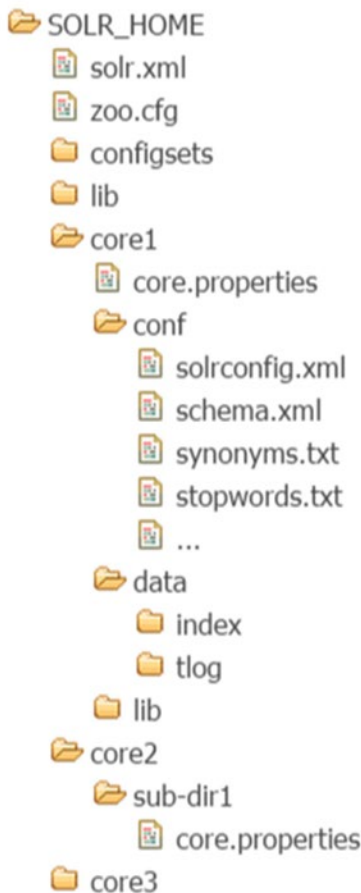 SOLR_HOME
solr.xml
zoo.cfg
configsets
lib
core1
core.properties
conf
solrconfig.xml
schema.xml
synonyms.txt
stopwords.txt
...
data
index
tlog
lib
core2
sub-dir1
core.properties
core3